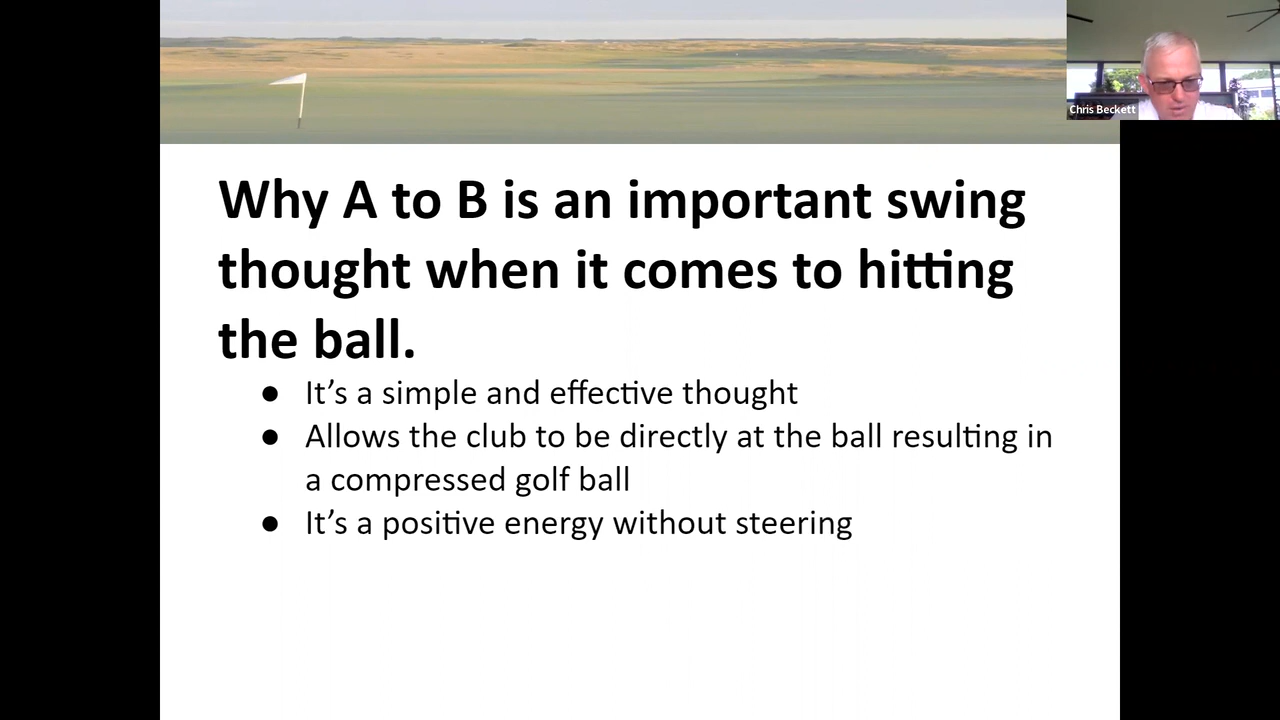 Chris Beckett
Why A to B is an important swing
thought when it comes to hitting
the ball.
● It’s a simple and effective thought
● Allows the club to be directly at the ball resulting in
a compressed golf ball
● It’s a positive energy without steering